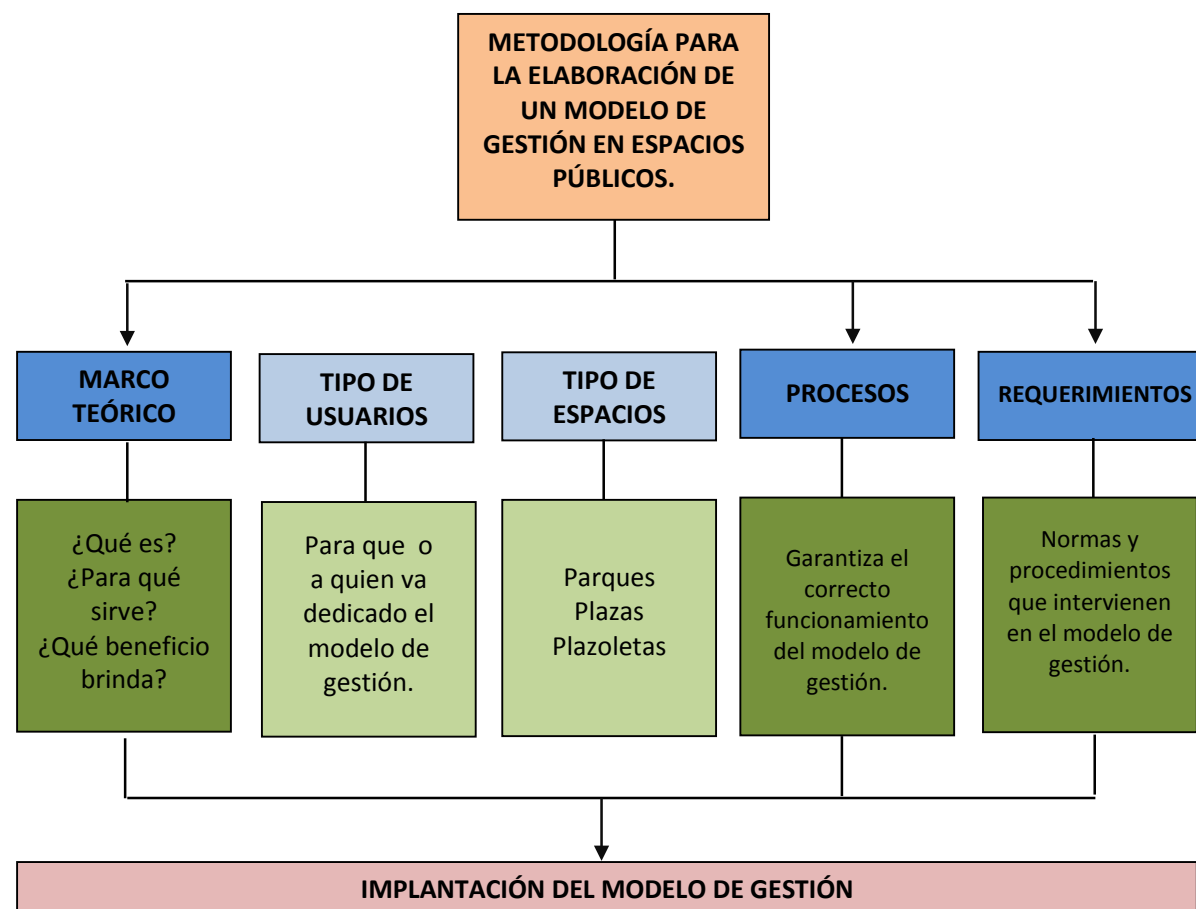 METODOLOGÍA PARA
LA ELABORACIÓN DE
UN MODELO DE
GESTIÓN EN ESPACIOS
PÚBLICOS.
MARCO
TEÓRICO
TIPO DE
USUARIOS
TIPO DE
ESPACIOS
PROCESOS
REQUERIMIENTOS
¿Qué es?
¿Para qué
sirve?
¿Qué beneficio
brinda?
Para que o
a quien va
dedicado el
modelo de
gestión.
Parques
Plazas
Plazoletas
Garantiza el
correcto
funcionamiento
del modelo de
gestión.
Normas y
procedimientos
que intervienen
en el modelo de
gestión.
IMPLANTACIÓN DEL MODELO DE GESTIÓN